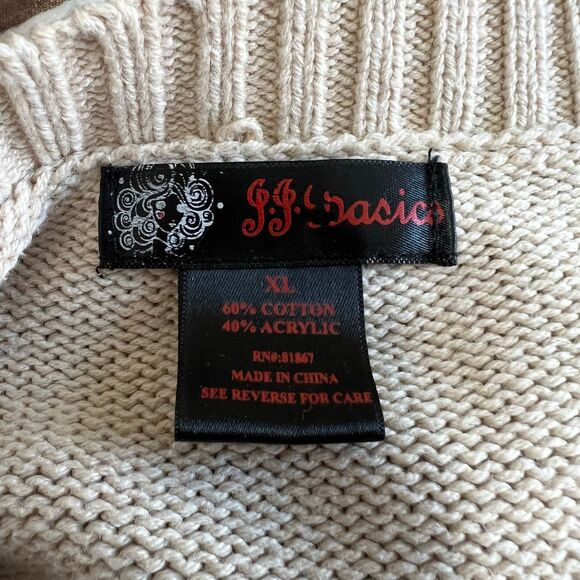 J.J. Basics
XL
60% COTTON
40% ACRYLIC
RN#:81867
MADE IN CHINA
SEE REVERSE FOR CARE